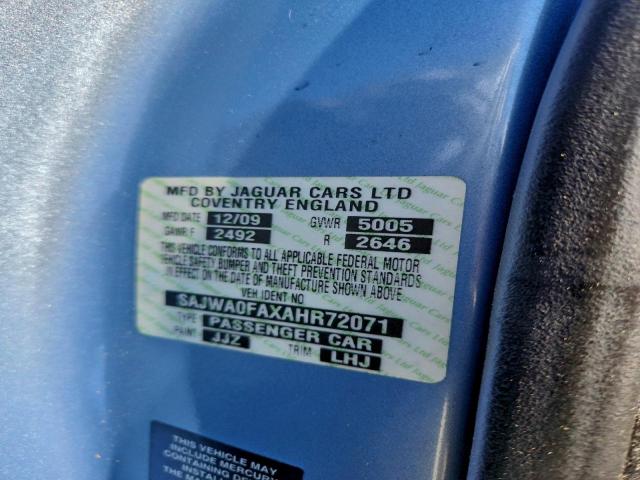 MFD BY JAGUAR CARS LTD
COVENTRY ENGLAND
MFD DATE 12/09 GVWR 5005
GAWR F 2492 R 2646
THIS VEHICLE CONFORMS TO ALL APPLICABLE FEDERAL MOTOR
VEHICLE SAFETY BUMPER AND THEFT PREVENTION STANDARDS
IN EFFECT ON THE DATE OF MANUFACTURE SHOWN ABOVE.
VEH IDENT NO
SAJWA0FAXAHR72071
TYPE PASSENGER CAR
PAINT JJZ TRIM LHJ
THIS VEHICLE MAY
INCLUDE MERCURY
CONTAINING
THE